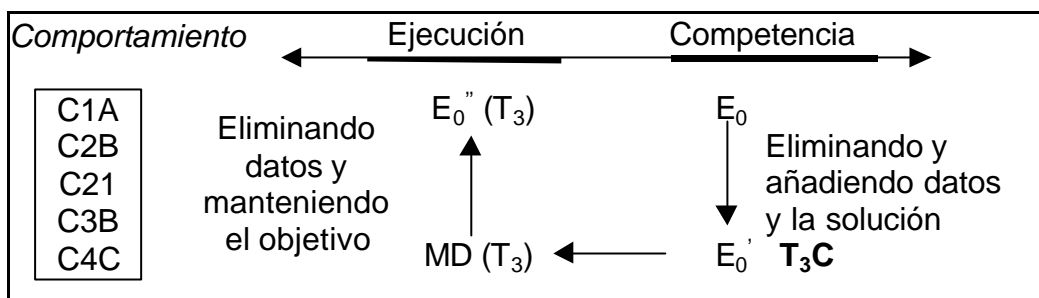 Comportamiento Ejecución Competencia
C1A
C2B
C21
C3B
C4C
Eliminando
datos y
manteniendo
el objetivo
E₀” (T₃)
MD (T₃)
E₀
Eliminando y
añadiendo datos
y la solución
E₀’ T₃C